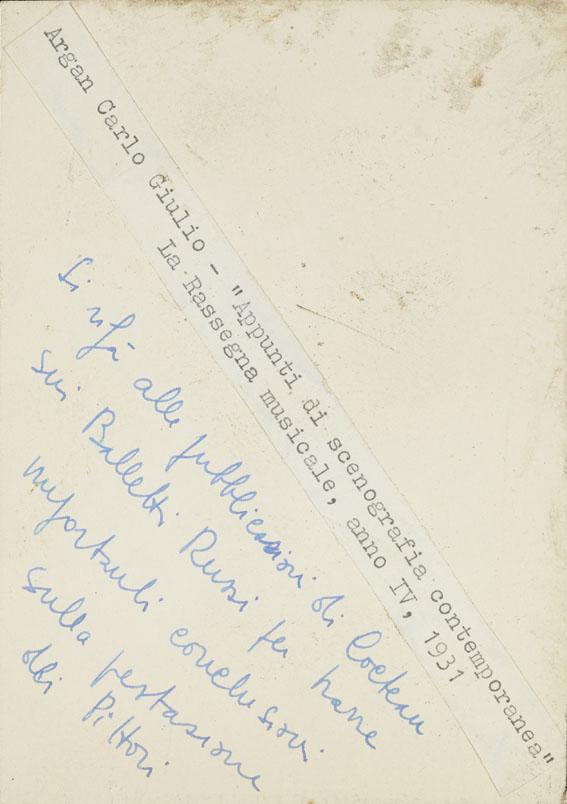 Argan Carlo Giulio - "Appunti di scenografia contemporanea"
La Rassegna musicale, anno IV, 1931
Si rifà alle pubblicazioni di Cocteau
sui Balletti Russi per trarre
importanti conclusioni
sulla prestazione
dei Pittori